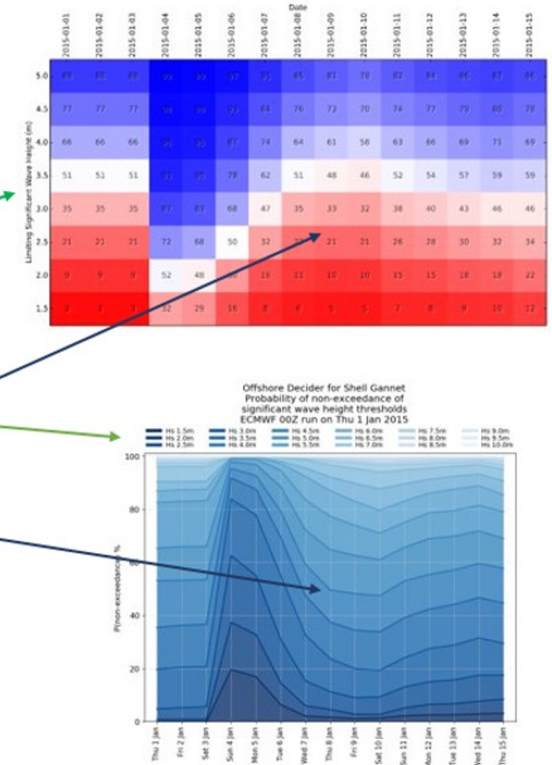 Date
2015-01-01 2015-01-02 2015-01-03 2015-01-04 2015-01-05 2015-01-06 2015-01-07 2015-01-08 2015-01-09 2015-01-10 2015-01-11 2015-01-12 2015-01-13 2015-01-14 2015-01-15
Limiting Significant Wave Height (m)
5.0
4.5 77 77 77 84 76 73 70 74 77 79 80 78
4.0 66 66 66 74 64 61 58 63 66 69 71 69
3.5 51 51 51 78 62 51 48 46 52 54 57 59 59
3.0 35 35 35 68 47 35 33 32 38 40 43 46 46
2.5 21 21 21 72 68 50 32 21 21 26 28 30 32 34
2.0 9 9 9 52 48 16 11 10 10 15 15 18 18 22
1.5 32 29 16 8 7 8 9 10 12
Offshore Decider for Shell Gannet
Probability of non-exceedance of
significant wave height thresholds
ECMWF 00Z run on Thu 1 Jan 2015
Hs 1.5m Hs 3.0m Hs 4.5m Hs 6.0m Hs 7.5m Hs 9.0m
Hs 2.0m Hs 3.5m Hs 5.0m Hs 6.5m Hs 8.0m Hs 9.5m
Hs 2.5m Hs 4.0m Hs 5.5m Hs 7.0m Hs 8.5m Hs 10.0m
P(non-exceedance) %
100
80
60
40
20
0
Thu 1 Jan Fri 2 Jan Sat 3 Jan Sun 4 Jan Mon 5 Jan Tue 6 Jan Wed 7 Jan Thu 8 Jan Fri 9 Jan Sat 10 Jan Sun 11 Jan Mon 12 Jan Tue 13 Jan Wed 14 Jan Thu 15 Jan